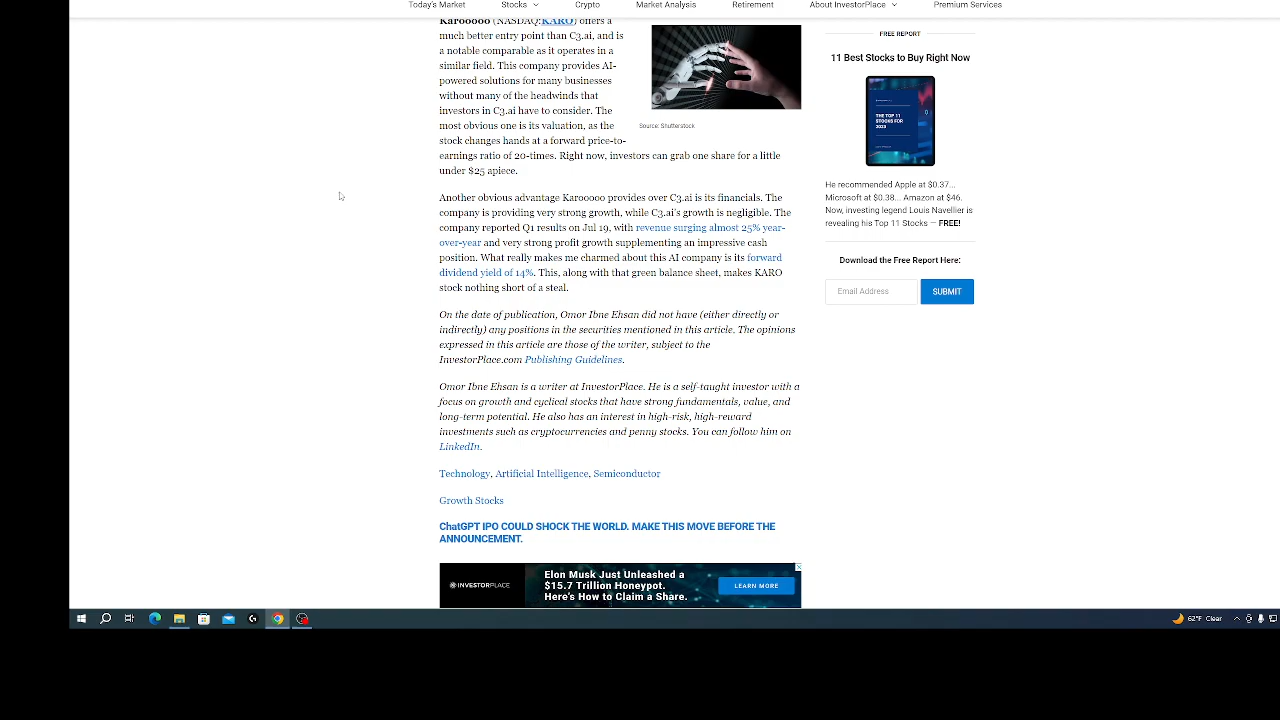 Today's Market Stocks Crypto Market Analysis Retirement About InvestorPlace Premium Services
Karooooo (NASDAQ:KARO) offers a
much better entry point than C3.ai, and is
a notable comparable as it operates in a
similar field. This company provides AI-
powered solutions for many businesses
without many of the headwinds that
investors in C3.ai have to consider. The
most obvious one is its valuation, as the
stock changes hands at a forward price-to-
earnings ratio of 20-times. Right now, investors can grab one share for a little
under $25 apiece.
Source: Shutterstock
Another obvious advantage Karooooo provides over C3.ai is its financials. The
company is providing very strong growth, while C3.ai's growth is negligible. The
company reported Q1 results on Jul 19, with revenue surging almost 25% year-
over-year and very strong profit growth supplementing an impressive cash
position. What really makes me charmed about this AI company is its forward
dividend yield of 14%. This, along with that green balance sheet, makes KARO
stock nothing short of a steal.
On the date of publication, Omor Ibne Ehsan did not have (either directly or
indirectly) any positions in the securities mentioned in this article. The opinions
expressed in this article are those of the writer, subject to the
InvestorPlace.com Publishing Guidelines.
Omor Ibne Ehsan is a writer at InvestorPlace. He is a self-taught investor with a
focus on growth and cyclical stocks that have strong fundamentals, value, and
long-term potential. He also has an interest in high-risk, high-reward
investments such as cryptocurrencies and penny stocks. You can follow him on
LinkedIn.
Technology, Artificial Intelligence, Semiconductor
Growth Stocks
ChatGPT IPO COULD SHOCK THE WORLD. MAKE THIS MOVE BEFORE THE
ANNOUNCEMENT.
INVESTORPLACE
Elon Musk Just Unleashed a
$15.7 Trillion Honeypot.
Here's How to Claim a Share.
LEARN MORE
FREE REPORT
11 Best Stocks to Buy Right Now
THE TOP 11
STOCKS FOR
2023
He recommended Apple at $0.37...
Microsoft at $0.38... Amazon at $46.
Now, investing legend Louis Navellier is
revealing his Top 11 Stocks — FREE!
Download the Free Report Here:
Email Address
SUBMIT
62°F Clear